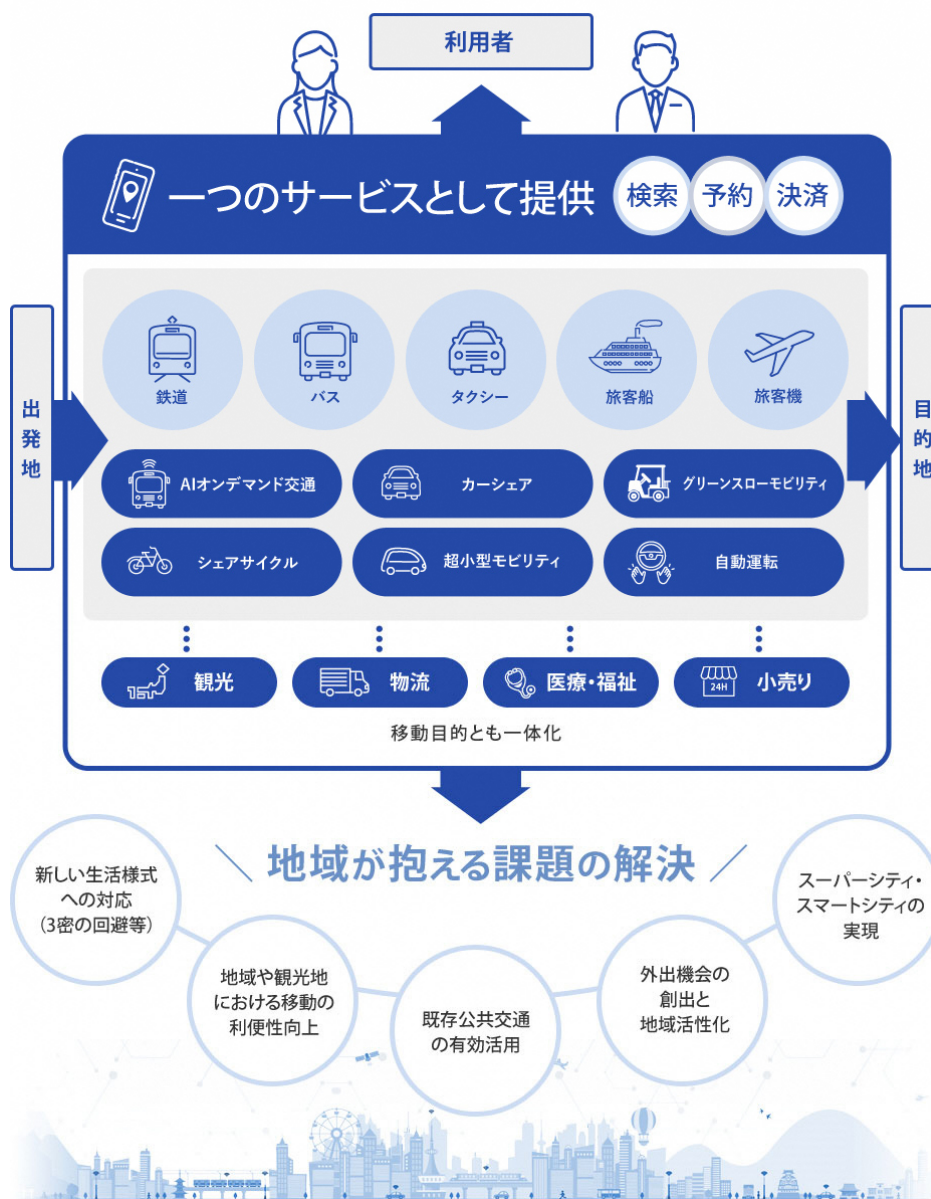 利用者
一つのサービスとして提供
検索
予約
決済
出発地
目的地
鉄道
バス
タクシー
旅客船
旅客機
AIオンデマンド交通
カーシェア
グリーンスローモビリティ
シェアサイクル
超小型モビリティ
自動運転
観光
物流
医療・福祉
24H
小売り
移動目的とも一体化
地域が抱える課題の解決
新しい生活様式
への対応
(3密の回避等)
地域や観光地
における移動の
利便性向上
既存公共交通
の有効活用
外出機会の
創出と
地域活性化
スーパーシティ・
スマートシティの
実現